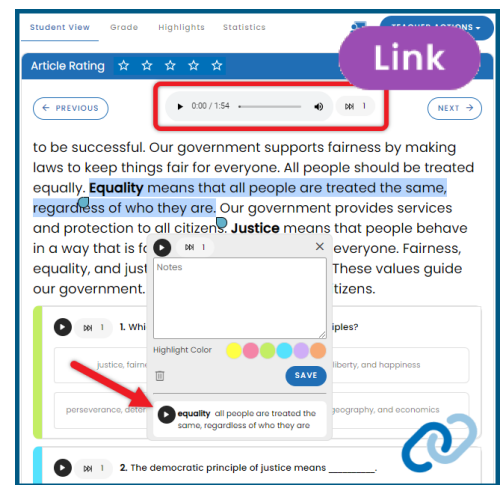 Student View Grade Highlights Statistics TEACHER ACTIONS
Link
Article Rating
← PREVIOUS 0:00 / 1:54 1 NEXT →
to be successful. Our government supports fairness by making
laws to keep things fair for everyone. All people should be treated
equally. Equality means that all people are treated the same,
regardless of who they are. Our government provides services
and protection to all citizens. Justice means that people behave
in a way that is fa everyone. Fairness,
1
equality, and just These values guide
Notes
our government. tizens.
1 1. Whi iples?
Highlight Color
justice, fairne liberty, and happiness
SAVE
perseverance, deter geography, and economics
equality all people are treated the
same, regardless of who they are
1 2. The democratic principle of justice means ________.